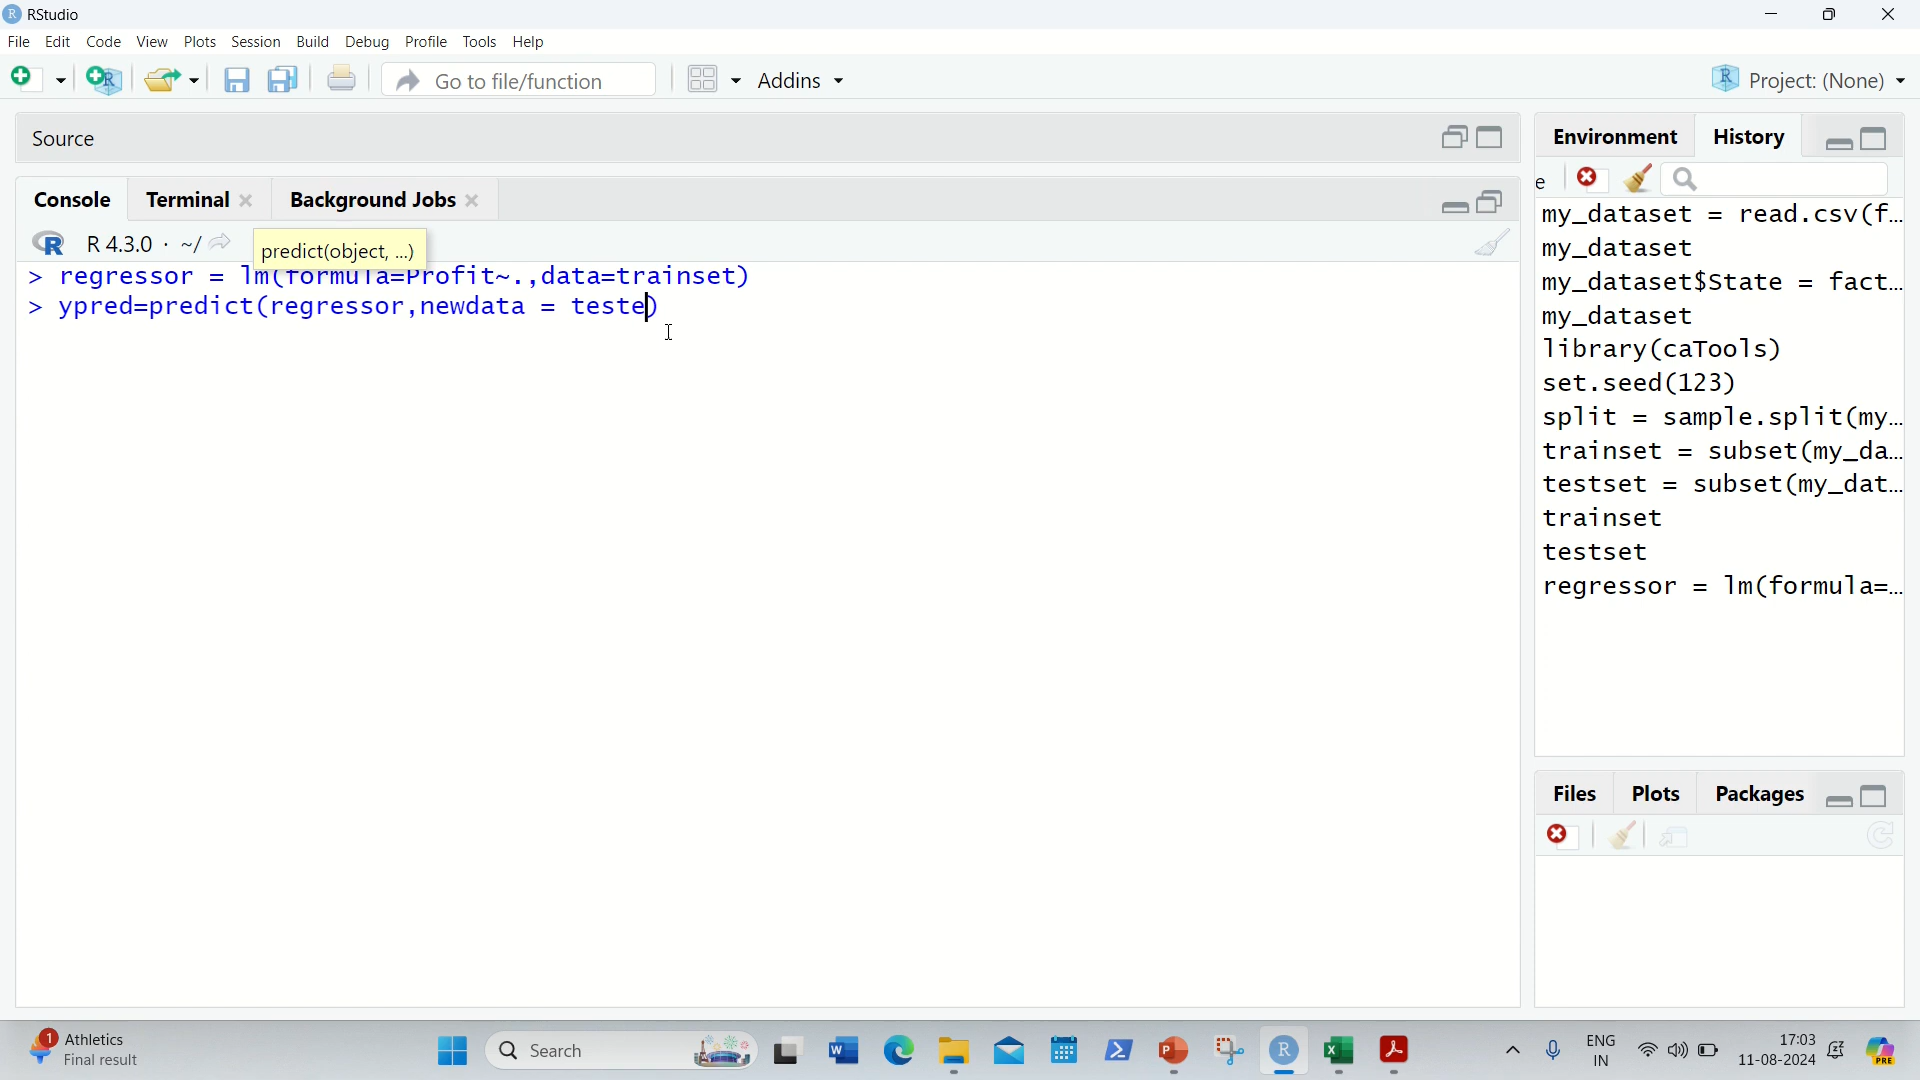 RStudio
File Edit Code View Plots Session Build Debug Profile Tools Help
Go to file/function Addins Project: (None)
Source
Console Terminal Background Jobs
R 4.3.0 · ~/
predict(object, ...)
> regressor = lm(formula=Profit~.,data=trainset)
> ypred=predict(regressor,newdata = teste)
Environment History
e
my_dataset = read.csv(f...
my_dataset
my_dataset$State = fact...
my_dataset
library(caTools)
set.seed(123)
split = sample.split(my...
trainset = subset(my_da...
testset = subset(my_dat...
trainset
testset
regressor = lm(formula=...
Files Plots Packages
1 Athletics
Final result
Search
ENG
IN
17:03
11-08-2024
PRE